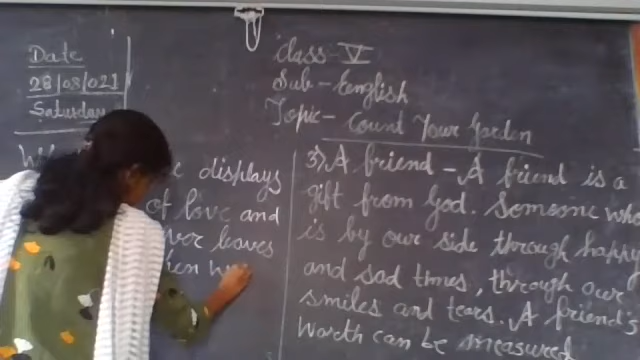 Date
28/08/021
Saturday
Class - V
Sub - English
Topic - Count Your Garden
displays
of love and
leaves
3) A friend - A friend is a
gift from God. Someone who
is by our side through happy
and sad times, through our
smiles and tears. A friend's
worth can be measured